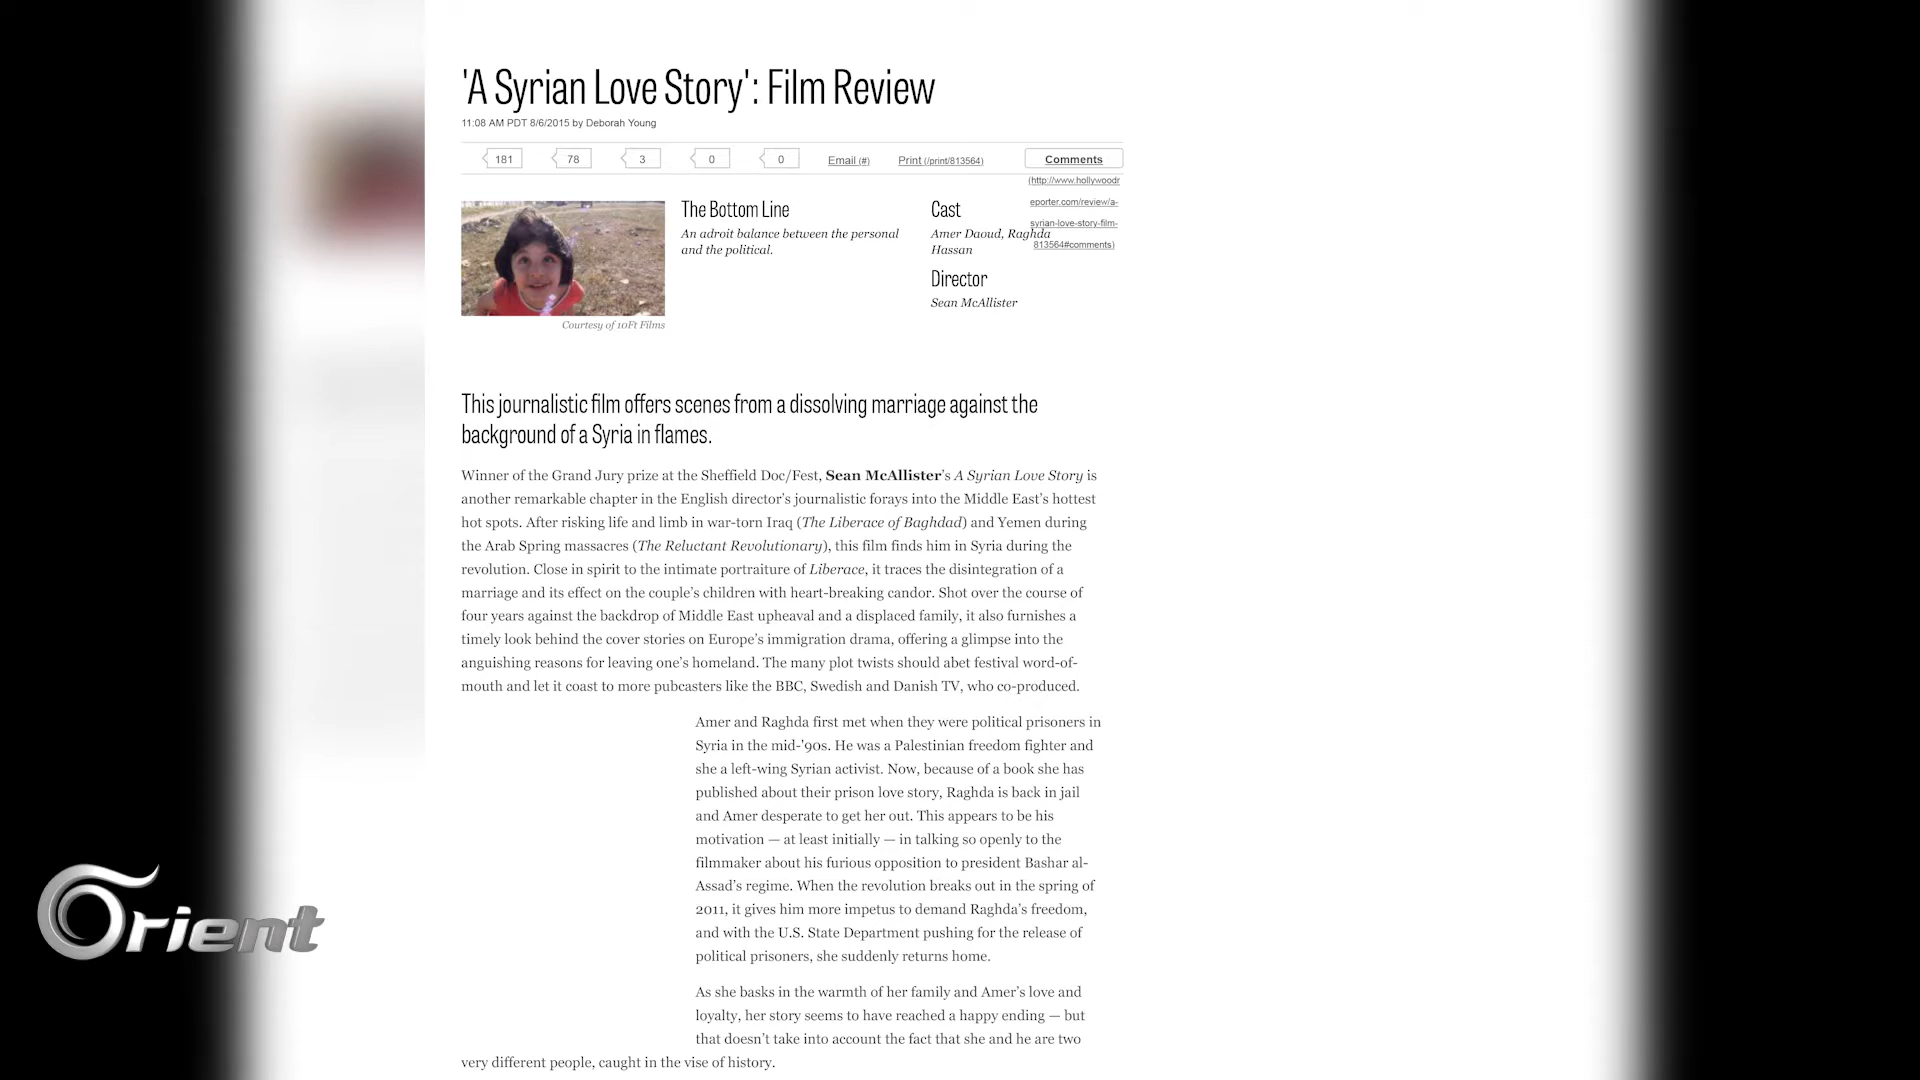 'A Syrian Love Story': Film Review
11:08 AM PDT 8/6/2015 by Deborah Young
181 78 3 0 0 Email (#) Print (/print/813564) Comments
(http://www.hollywoodr
eporter.com/review/a-
syrian-love-story-film-
813564#comments)
The Bottom Line
An adroit balance between the personal
and the political.
Cast
Amer Daoud, Raghda
Hassan
Director
Sean McAllister
Courtesy of 10Ft Films
This journalistic film offers scenes from a dissolving marriage against the
background of a Syria in flames.
Winner of the Grand Jury prize at the Sheffield Doc/Fest, Sean McAllister's A Syrian Love Story is
another remarkable chapter in the English director's journalistic forays into the Middle East's hottest
hot spots. After risking life and limb in war-torn Iraq (The Liberace of Baghdad) and Yemen during
the Arab Spring massacres (The Reluctant Revolutionary), this film finds him in Syria during the
revolution. Close in spirit to the intimate portraiture of Liberace, it traces the disintegration of a
marriage and its effect on the couple's children with heart-breaking candor. Shot over the course of
four years against the backdrop of Middle East upheaval and a displaced family, it also furnishes a
timely look behind the cover stories on Europe's immigration drama, offering a glimpse into the
anguishing reasons for leaving one's homeland. The many plot twists should abet festival word-of-
mouth and let it coast to more pubcasters like the BBC, Swedish and Danish TV, who co-produced.
Amer and Raghda first met when they were political prisoners in
Syria in the mid-'90s. He was a Palestinian freedom fighter and
she a left-wing Syrian activist. Now, because of a book she has
published about their prison love story, Raghda is back in jail
and Amer desperate to get her out. This appears to be his
motivation — at least initially — in talking so openly to the
filmmaker about his furious opposition to president Bashar al-
Assad's regime. When the revolution breaks out in the spring of
2011, it gives him more impetus to demand Raghda's freedom,
and with the U.S. State Department pushing for the release of
political prisoners, she suddenly returns home.
As she basks in the warmth of her family and Amer's love and
loyalty, her story seems to have reached a happy ending — but
that doesn't take into account the fact that she and he are two
very different people, caught in the vise of history.
Orient